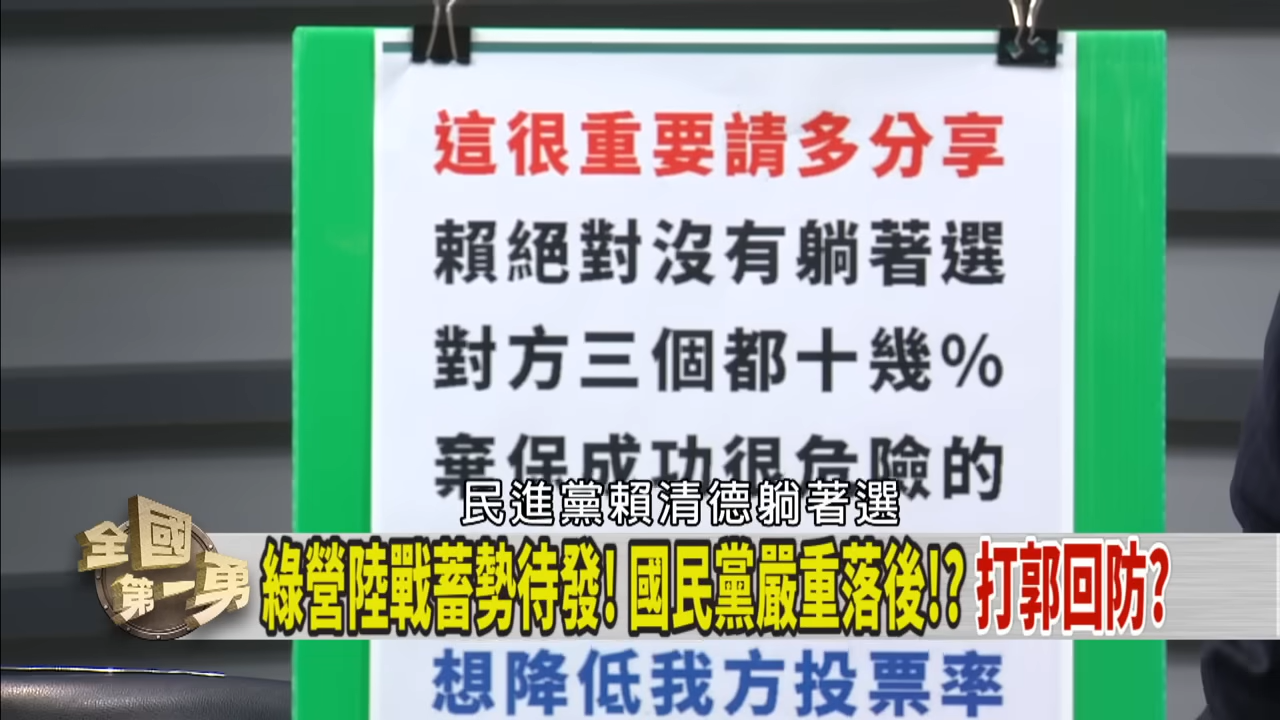 這很重要請多分享
賴絕對沒有躺著選
對方三個都十幾%
棄保成功很危險的
民進黨賴清德躺著選
全國第一勇
綠營陸戰蓄勢待發! 國民黨嚴重落後!? 打郭回防?
想降低我方投票率